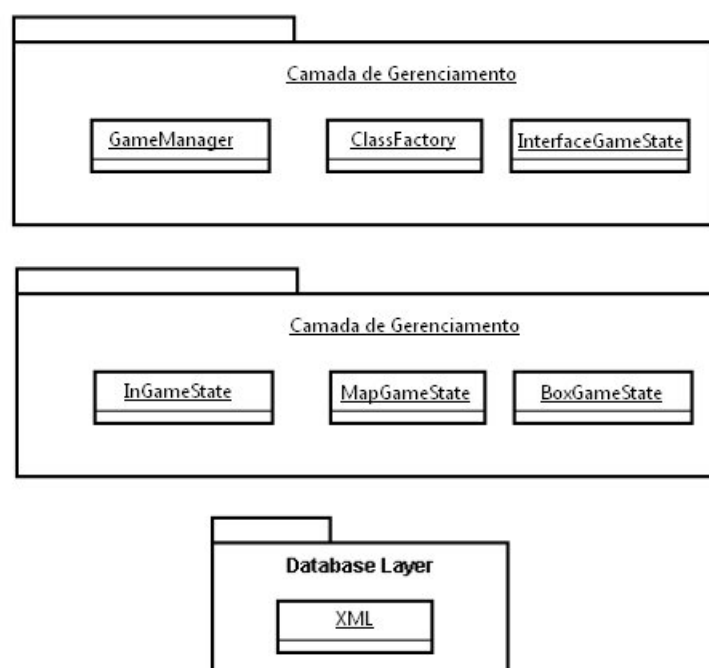 Camada de Gerenciamento
GameManager
ClassFactory
InterfaceGameState
Camada de Gerenciamento
InGameState
MapGameState
BoxGameState
Database Layer
XML